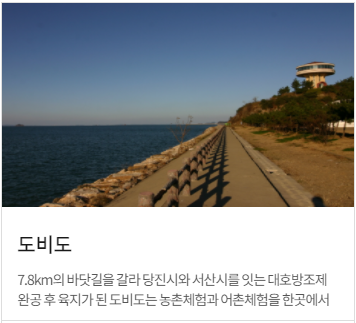 도비도
7.8km의 바닷길을 갈라 당진시와 서산시를 잇는 대호방조제
완공 후 육지가 된 도비도는 농촌체험과 어촌체험을 한곳에서